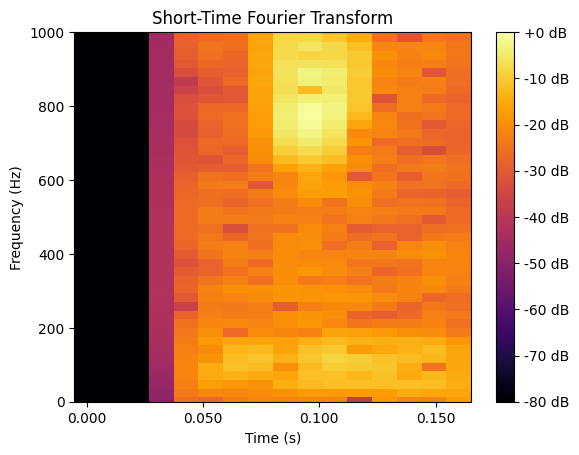 Short-Time Fourier Transform
1000
800
600
400
200
0
Frequency (Hz)
0.000
0.050
0.100
0.150
Time (s)
+0 dB
-10 dB
-20 dB
-30 dB
-40 dB
-50 dB
-60 dB
-70 dB
-80 dB